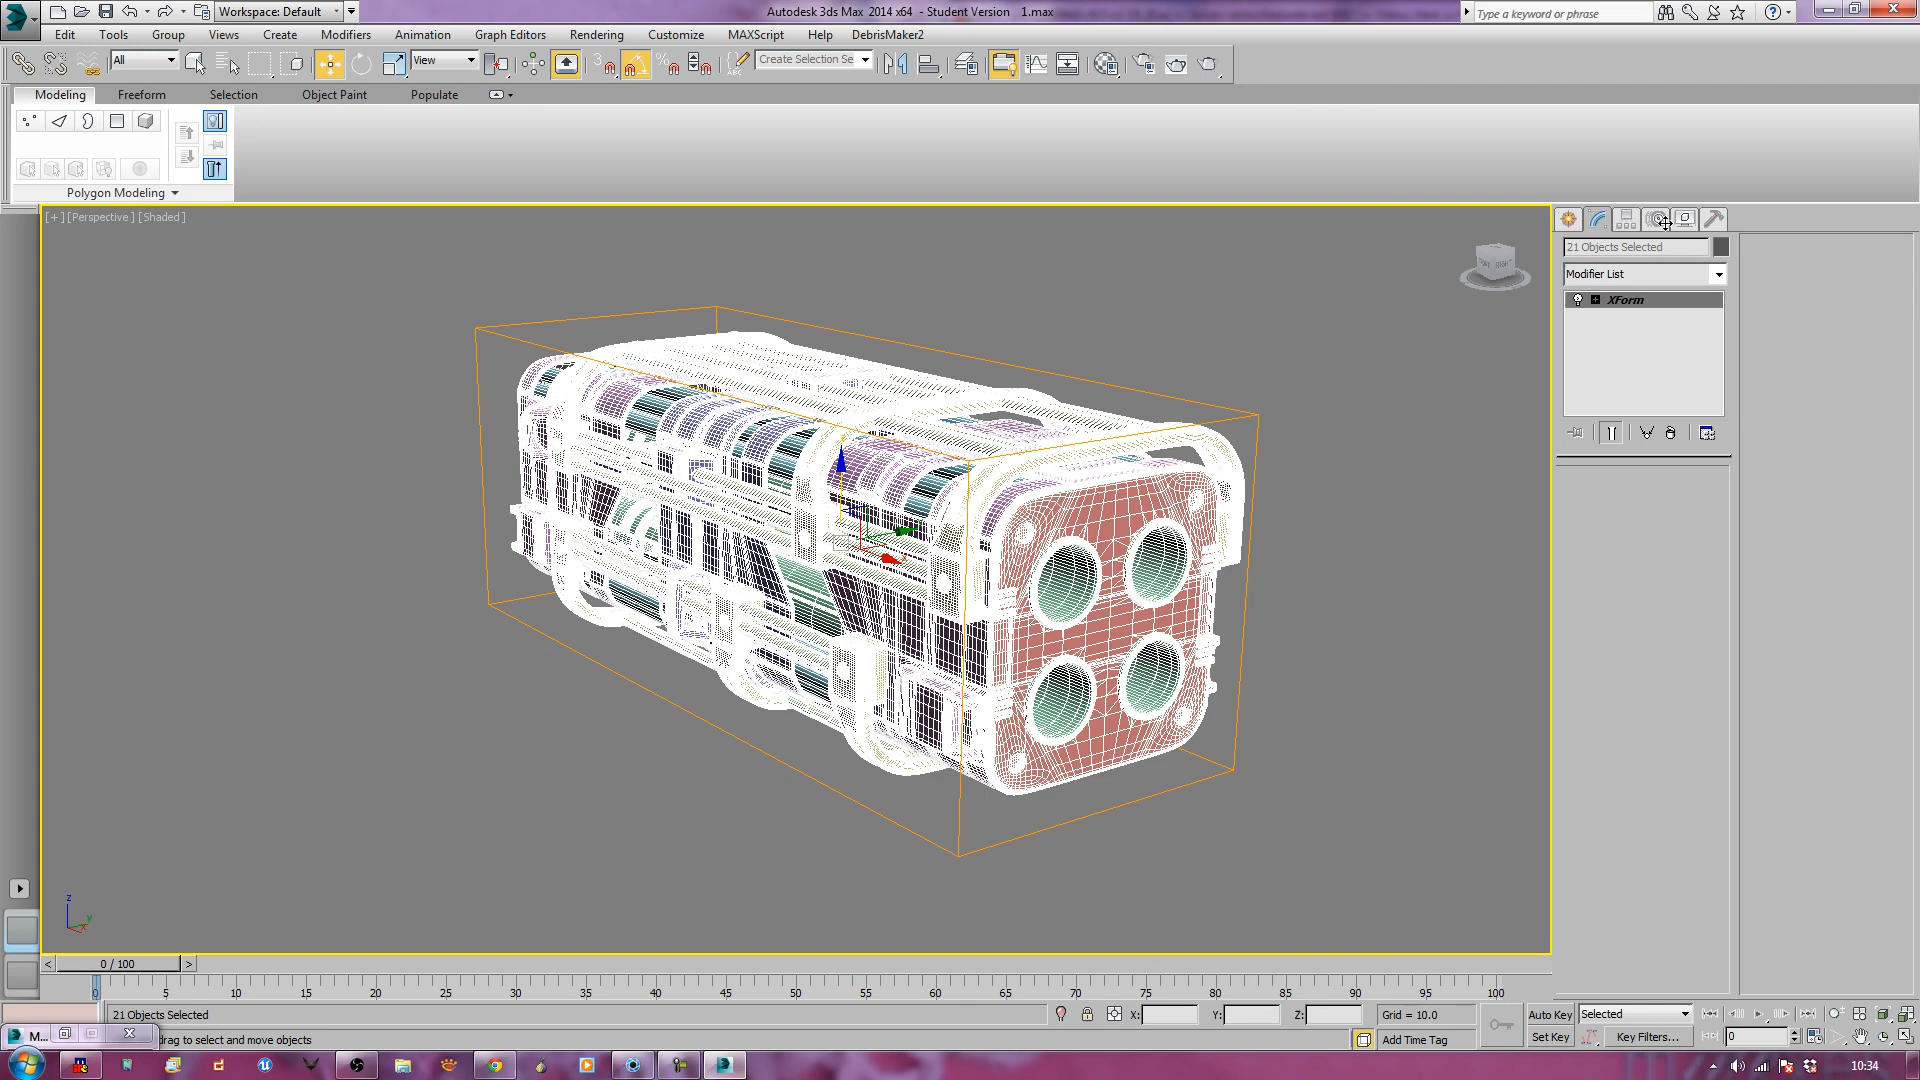 Workspace: Default
Autodesk 3ds Max 2014 x64 - Student Version 1.max
Type a keyword or phrase
Edit Tools Group Views Create Modifiers Animation Graph Editors Rendering Customize MAXScript Help DebrisMaker2
All
View
3
%
ABC
Create Selection Se
Modeling Freeform Selection Object Paint Populate
Polygon Modeling
[+] [Perspective] [Shaded]
RIGHT
21 Objects Selected
Modifier List
XForm
z
y
x
0 / 100
0 5 10 15 20 25 30 35 40 45 50 55 60 65 70 75 80 85 90 95 100
21 Objects Selected
X: Y: Z: Grid = 10.0
Auto Key Selected
M...
drag to select and move objects
Add Time Tag
Set Key Key Filters... 0
10:34